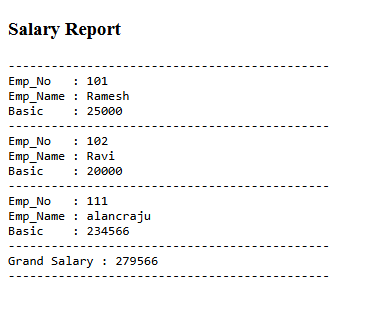 Salary Report
---------------------------------------------
Emp_No   : 101
Emp_Name : Ramesh
Basic    : 25000
---------------------------------------------
Emp_No   : 102
Emp_Name : Ravi
Basic    : 20000
---------------------------------------------
Emp_No   : 111
Emp_Name : alancraju
Basic    : 234566
---------------------------------------------
Grand Salary : 279566
---------------------------------------------